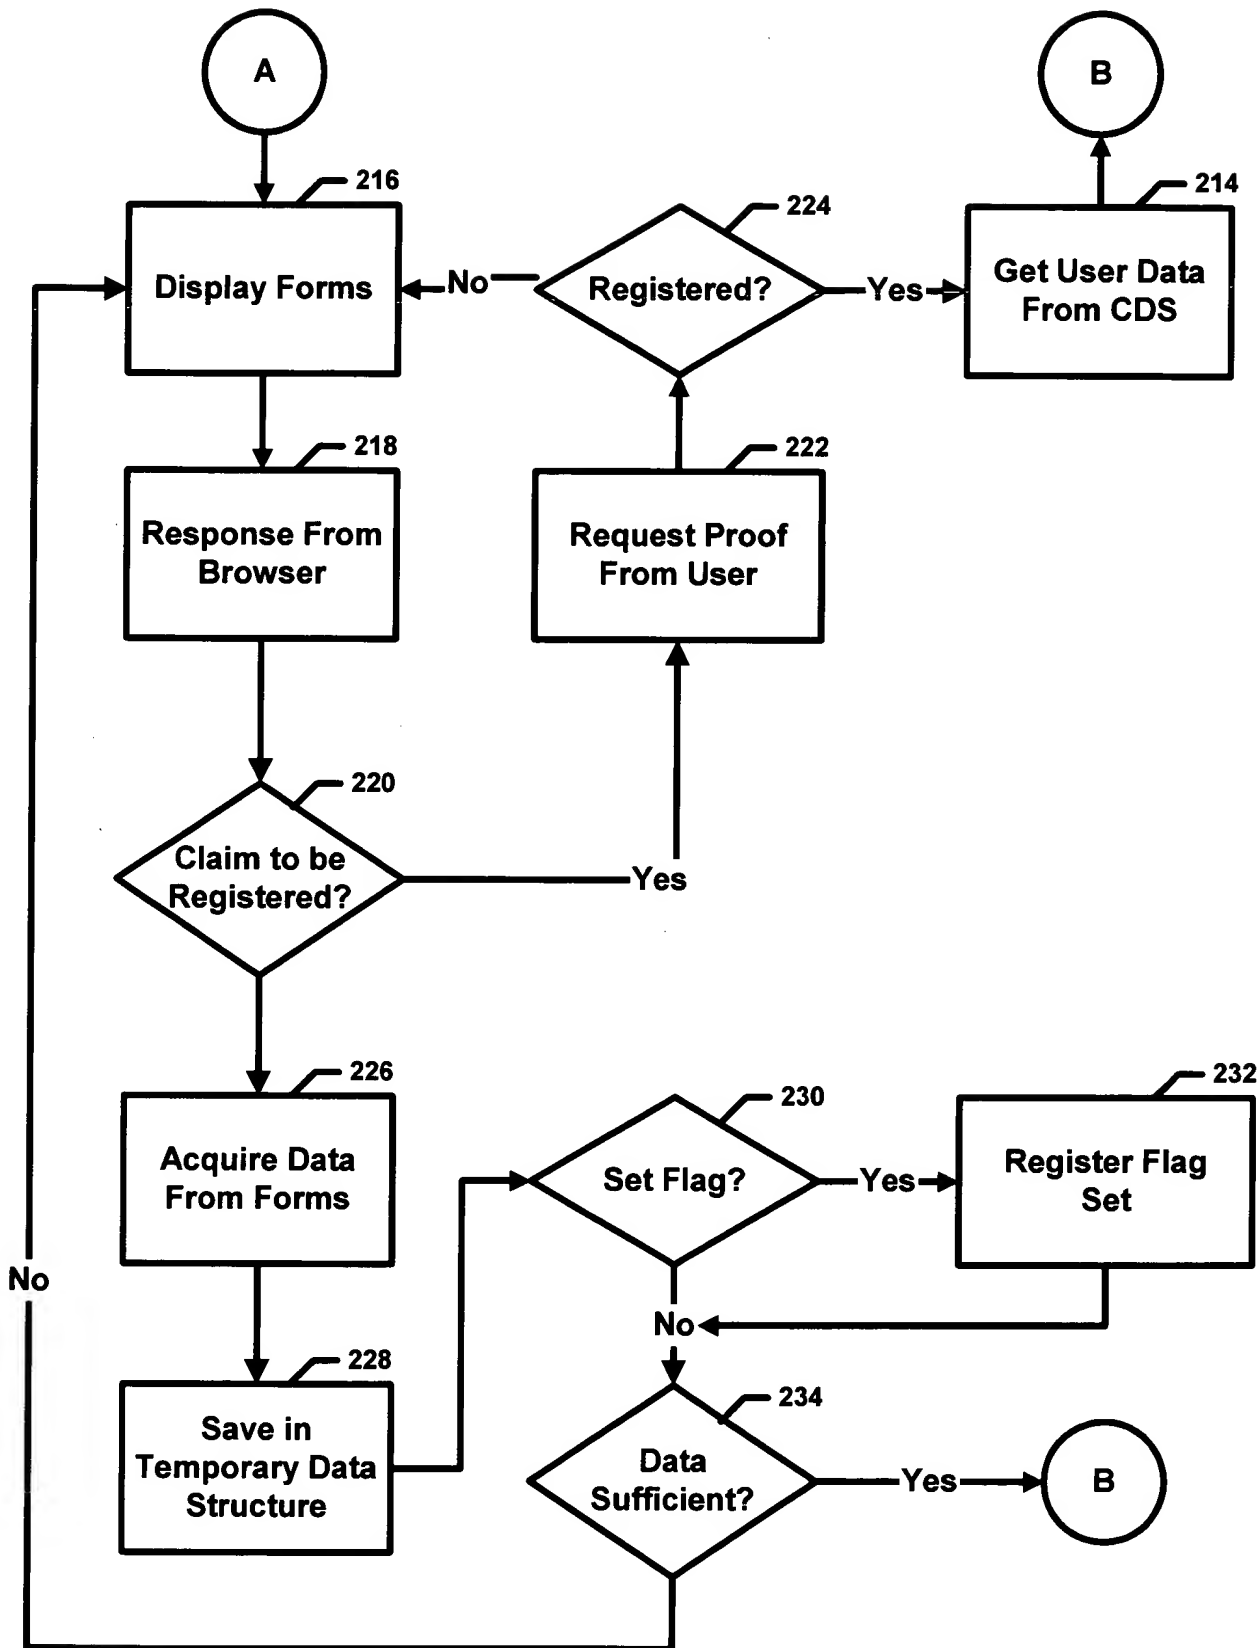 A
B
216
Display Forms
No
224
Registered?
Yes
214
Get User Data
From CDS
218
Response From
Browser
222
Request Proof
From User
220
Claim to be
Registered?
Yes
226
Acquire Data
From Forms
230
Set Flag?
Yes
232
Register Flag
Set
No
No
228
Save in
Temporary Data
Structure
234
Data
Sufficient?
Yes
B